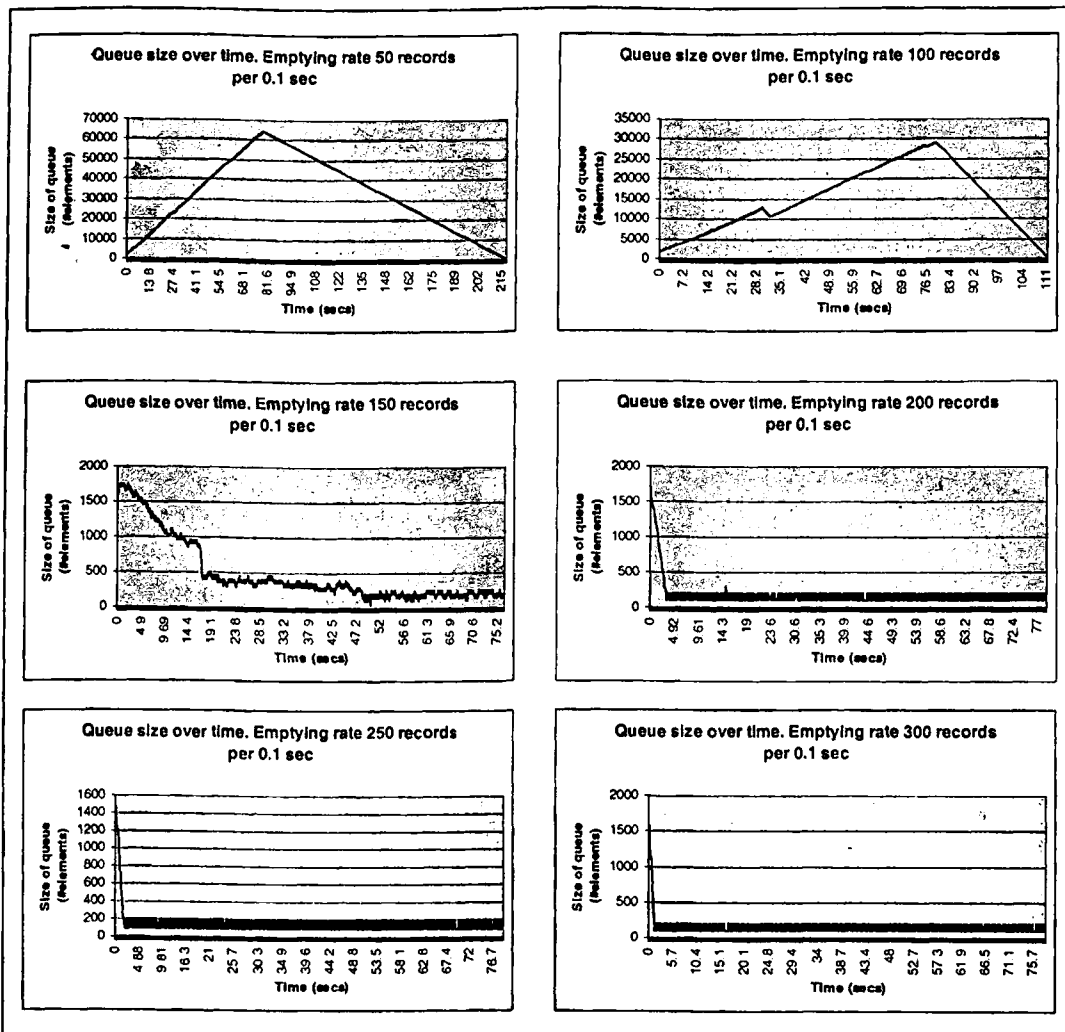 Queue size over time. Emptying rate 50 records
per 0.1 sec
Size of queue
(#elements)
70000
60000
50000
40000
30000
20000
10000
0
0 13.8 27.4 41.1 54.5 68.1 81.6 94.9 108 122 135 148 162 175 189 202 215
Time (secs)
Queue size over time. Emptying rate 100 records
per 0.1 sec
Size of queue
(#elements)
35000
30000
25000
20000
15000
10000
5000
0
0 7.2 14.2 21.2 28.2 35.1 42 48.9 55.9 62.7 69.6 76.5 83.4 90.2 97 104 111
Time (secs)
Queue size over time. Emptying rate 150 records
per 0.1 sec
Size of queue
(#elements)
2000
1500
1000
500
0
0 4.9 9.69 14.4 19.1 23.8 28.5 33.2 37.9 42.5 47.2 52 56.6 61.3 65.9 70.6 75.2
Time (secs)
Queue size over time. Emptying rate 200 records
per 0.1 sec
Size of queue
(#elements)
2000
1500
1000
500
0
0 4.92 9.61 14.3 19 23.6 30.6 35.3 39.9 44.6 49.3 53.9 58.6 63.2 67.8 72.4 77
Time (secs)
Queue size over time. Emptying rate 250 records
per 0.1 sec
Size of queue
(#elements)
1600
1400
1200
1000
800
600
400
200
0
0 4.88 9.81 16.3 21 25.7 30.3 34.9 39.6 44.2 48.8 53.5 58.1 62.8 67.4 72 76.7
Time (secs)
Queue size over time. Emptying rate 300 records
per 0.1 sec
Size of queue
(#elements)
2000
1500
1000
500
0
0 5.7 10.4 15.4 20.1 24.8 29.4 34 38.7 43.4 48 52.7 57.3 61.9 66.5 71.1 75.7
Time (secs)